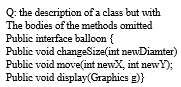 Q: the description of a class but with
The bodies of the methods omitted
Public interface balloon {
Public void changeSize(int newDiamter)
Public void move(int newX, int newY);
Public void display(Graphics g)}